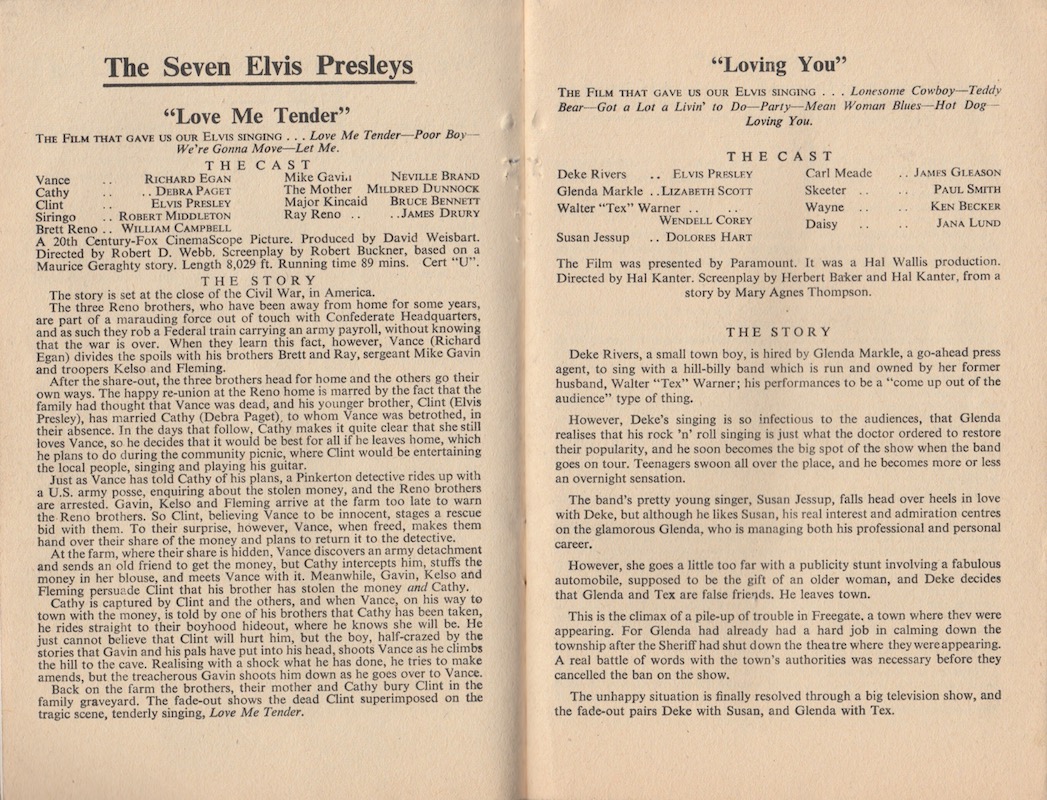 The Seven Elvis Presleys
“Love Me Tender”
THE FILM THAT GAVE US OUR ELVIS SINGING . . . Love Me Tender—Poor Boy—
We're Gonna Move—Let Me.
THE CAST
Vance .. RICHARD EGAN Mike Gavin NEVILLE BRAND
Cathy .. .. DEBRA PAGET The Mother MILDRED DUNNOCK
Clint .. ELVIS PRESLEY Major Kincaid BRUCE BENNETT
Siringo .. ROBERT MIDDLETON Ray Reno .. .. JAMES DRURY
Brett Reno .. WILLIAM CAMPBELL
A 20th Century-Fox CinemaScope Picture. Produced by David Weisbart.
Directed by Robert D. Webb. Screenplay by Robert Buckner, based on a
Maurice Geraghty story. Length 8,029 ft. Running time 89 mins. Cert “U”.
THE STORY
The story is set at the close of the Civil War, in America.
The three Reno brothers, who have been away from home for some years,
are part of a marauding force out of touch with Confederate Headquarters,
and as such they rob a Federal train carrying an army payroll, without knowing
that the war is over. When they learn this fact, however, Vance (Richard
Egan) divides the spoils with his brothers Brett and Ray, sergeant Mike Gavin
and troopers Kelso and Fleming.
After the share-out, the three brothers head for home and the others go their
own ways. The happy re-union at the Reno home is marred by the fact that the
family had thought that Vance was dead, and his younger brother, Clint (Elvis
Presley), has married Cathy (Debra Paget), to whom Vance was betrothed, in
their absence. In the days that follow, Cathy makes it quite clear that she still
loves Vance, so he decides that it would be best for all if he leaves home, which
he plans to do during the community picnic, where Clint would be entertaining
the local people, singing and playing his guitar.
Just as Vance has told Cathy of his plans, a Pinkerton detective rides up with
a U.S. army posse, enquiring about the stolen money, and the Reno brothers
are arrested. Gavin, Kelso and Fleming arrive at the farm too late to warn
the Reno brothers. So Clint, believing Vance to be innocent, stages a rescue
bid with them. To their surprise, however, Vance, when freed, makes them
hand over their share of the money and plans to return it to the detective.
At the farm, where their share is hidden, Vance discovers an army detachment
and sends an old friend to get the money, but Cathy intercepts him, stuffs the
money in her blouse, and meets Vance with it. Meanwhile, Gavin, Kelso and
Fleming persuade Clint that his brother has stolen the money and Cathy.
Cathy is captured by Clint and the others, and when Vance, on his way to
town with the money, is told by one of his brothers that Cathy has been taken,
he rides straight to their boyhood hideout, where he knows she will be. He
just cannot believe that Clint will hurt him, but the boy, half-crazed by the
stories that Gavin and his pals have put into his head, shoots Vance as he climbs
the hill to the cave. Realising with a shock what he has done, he tries to make
amends, but the treacherous Gavin shoots him down as he goes over to Vance.
Back on the farm the brothers, their mother and Cathy bury Clint in the
family graveyard. The fade-out shows the dead Clint superimposed on the
tragic scene, tenderly singing, Love Me Tender.
“Loving You”
THE FILM THAT GAVE US OUR ELVIS SINGING . . . Lonesome Cowboy—Teddy
Bear—Got a Lot a Livin' to Do—Party—Mean Woman Blues—Hot Dog—
Loving You.
THE CAST
Deke Rivers .. ELVIS PRESLEY Carl Meade .. JAMES GLEASON
Glenda Markle .. LIZABETH SCOTT Skeeter .. .. PAUL SMITH
Walter “Tex” Warner .. .. Wayne .. .. KEN BECKER
WENDELL COREY Daisy .. .. JANA LUND
Susan Jessup .. DOLORES HART
The Film was presented by Paramount. It was a Hal Wallis production.
Directed by Hal Kanter. Screenplay by Herbert Baker and Hal Kanter, from a
story by Mary Agnes Thompson.
THE STORY
Deke Rivers, a small town boy, is hired by Glenda Markle, a go-ahead press
agent, to sing with a hill-billy band which is run and owned by her former
husband, Walter “Tex” Warner; his performances to be a “come up out of the
audience” type of thing.
However, Deke's singing is so infectious to the audiences, that Glenda
realises that his rock 'n' roll singing is just what the doctor ordered to restore
their popularity, and he soon becomes the big spot of the show when the band
goes on tour. Teenagers swoon all over the place, and he becomes more or less
an overnight sensation.
The band's pretty young singer, Susan Jessup, falls head over heels in love
with Deke, but although he likes Susan, his real interest and admiration centres
on the glamorous Glenda, who is managing both his professional and personal
career.
However, she goes a little too far with a publicity stunt involving a fabulous
automobile, supposed to be the gift of an older woman, and Deke decides
that Glenda and Tex are false friends. He leaves town.
This is the climax of a pile-up of trouble in Freegate, a town where they were
appearing. For Glenda had already had a hard job in calming down the
township after the Sheriff had shut down the theatre where they were appearing.
A real battle of words with the town's authorities was necessary before they
cancelled the ban on the show.
The unhappy situation is finally resolved through a big television show, and
the fade-out pairs Deke with Susan, and Glenda with Tex.